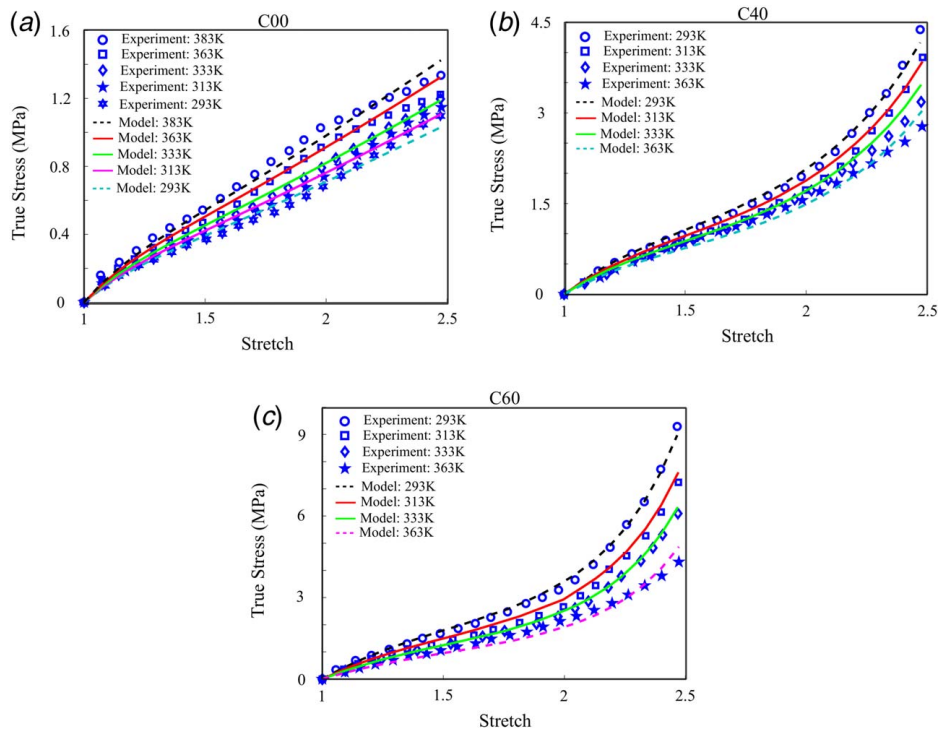 (a)
C00
True Stress (MPa)
1.6
1.2
0.8
0.4
0
Experiment: 383K
Experiment: 363K
Experiment: 333K
Experiment: 313K
Experiment: 293K
Model: 383K
Model: 363K
Model: 333K
Model: 313K
Model: 293K
1
1.5
2
2.5
Stretch
(b)
C40
True Stress (MPa)
4.5
3
1.5
0
Experiment: 293K
Experiment: 313K
Experiment: 333K
Experiment: 363K
Model: 293K
Model: 313K
Model: 333K
Model: 363K
1
1.5
2
2.5
Stretch
(c)
C60
True Stress (MPa)
9
6
3
0
Experiment: 293K
Experiment: 313K
Experiment: 333K
Experiment: 363K
Model: 293K
Model: 313K
Model: 333K
Model: 363K
1
1.5
2
2.5
Stretch